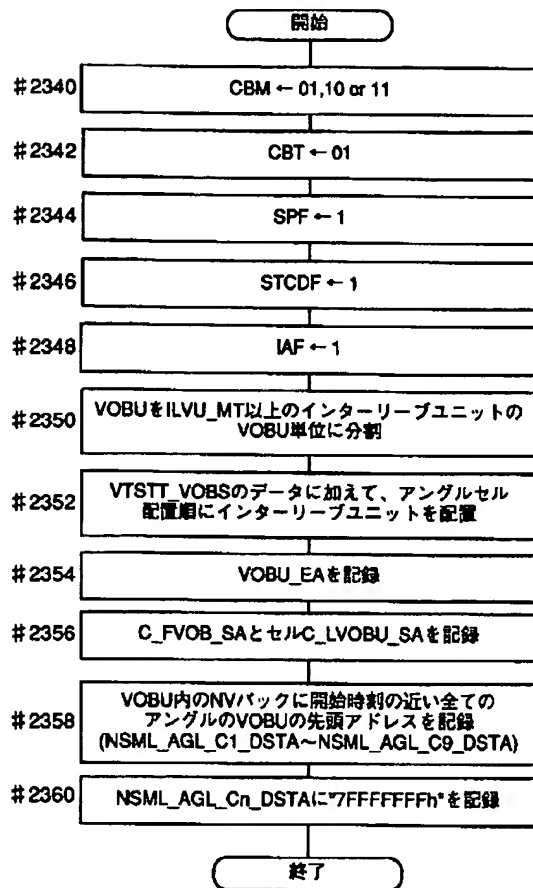 開始
#2340
CBM ← 01,10 or 11
#2342
CBT ← 01
#2344
SPF ← 1
#2346
STCDF ← 1
#2348
IAF ← 1
#2350
VOBUをILVU_MT以上のインターリーブユニットの
VOBU単位に分割
#2352
VTSTT_VOBSのデータに加えて、アングルセル
配置順にインターリーブユニットを配置
#2354
VOBU_EAを記録
#2356
C_FVOB_SAとセルC_LVOBU_SAを記録
#2358
VOBU内のNVパックに開始時刻の近い全ての
アングルのVOBUの先頭アドレスを記録
(NSML_AGL_C1_DSTA～NSML_AGL_C9_DSTA)
#2360
NSML_AGL_Cn_DSTAに"7FFFFFFFh"を記録
終了